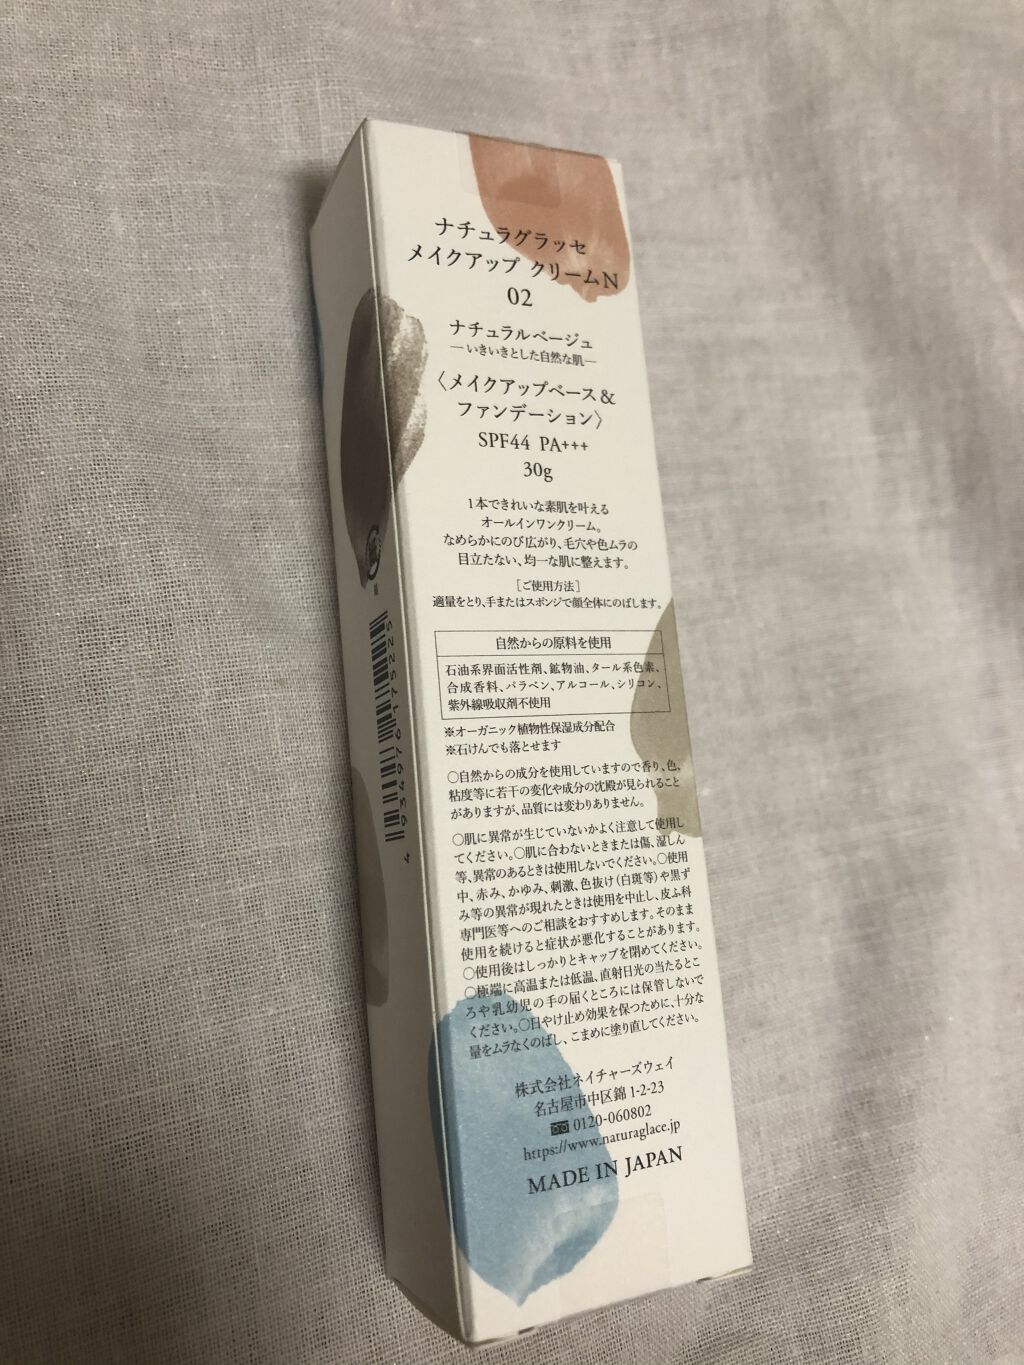 ナチュラグラッセ
メイクアップ クリームN
02
ナチュラルベージュ
―いきいきとした自然な肌―
〈メイクアップベース&
ファンデーション〉
SPF44 PA+++
30g
1本できれいな素肌を叶える
オールインワンクリーム。
なめらかにのび広がり、毛穴や色ムラの
目立たない、均一な肌に整えます。
［ご使用方法］
適量をとり、手またはスポンジで顔全体にのばします。
自然からの原料を使用
石油系界面活性剤、鉱物油、タール系色素、
合成香料、パラベン、アルコール、シリコン、
紫外線吸収剤不使用
※オーガニック植物性保湿成分配合
※石けんでも落とせます
○自然からの成分を使用していますので香り、色、
粘度等に若干の変化や成分の沈殿が見られること
がありますが、品質には変わりありません。
○肌に異常が生じていないかよく注意して使用し
てください。○肌に合わないときまたは傷、湿しん
等、異常のあるときは使用しないでください。○使用
中、赤み、かゆみ、刺激、色抜け（白斑等）や黒ず
み等の異常が現れたときは使用を中止し、皮ふ科
専門医等へのご相談をおすすめします。そのまま
使用を続けると症状が悪化することがあります。
○使用後はしっかりとキャップを閉めてください。
○極端に高温または低温、直射日光の当たるとこ
ろや乳幼児の手の届くところには保管しないで
ください。○日やけ止め効果を保つために、十分な
量をムラなくのばし、こまめに塗り直してください。
株式会社ネイチャーズウェイ
名古屋市中区錦 1-2-23
0120-060802
https://www.naturaglace.jp
MADE IN JAPAN